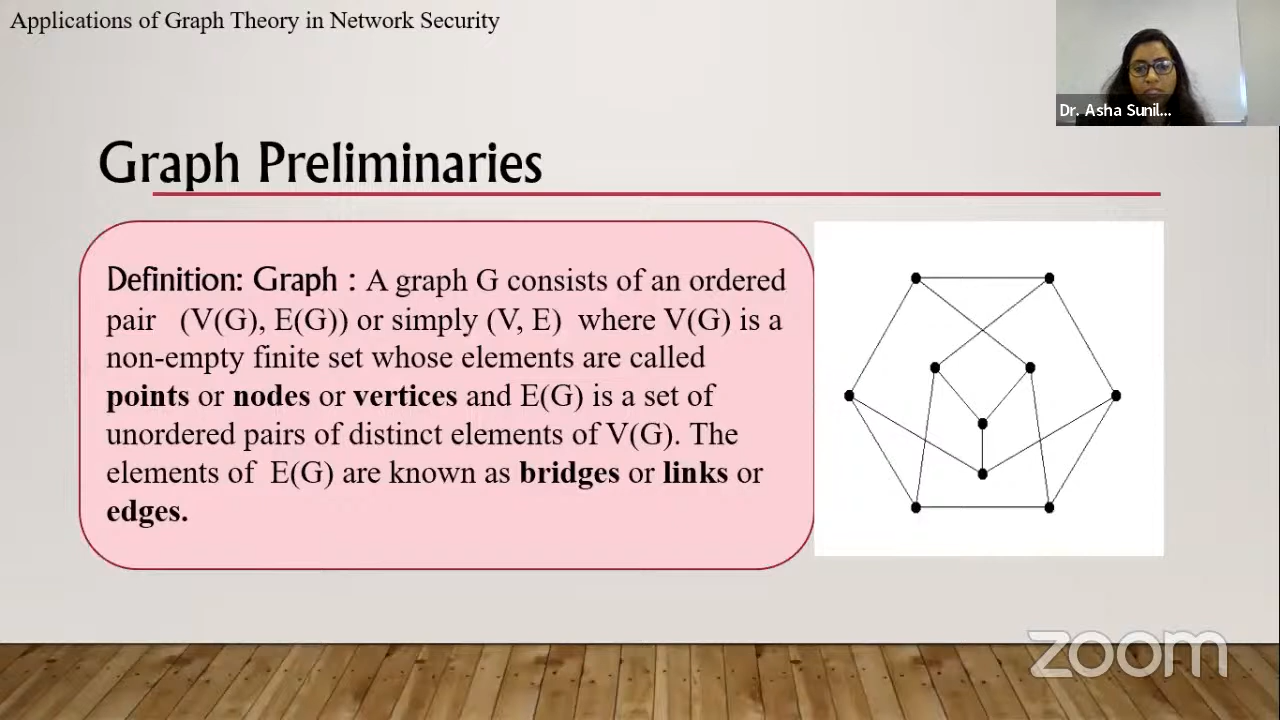 Applications of Graph Theory in Network Security
Dr. Asha Sunil...
Graph Preliminaries
Definition: Graph : A graph G consists of an ordered
pair (V(G), E(G)) or simply (V, E) where V(G) is a
non-empty finite set whose elements are called
points or nodes or vertices and E(G) is a set of
unordered pairs of distinct elements of V(G). The
elements of E(G) are known as bridges or links or
edges.
zoom